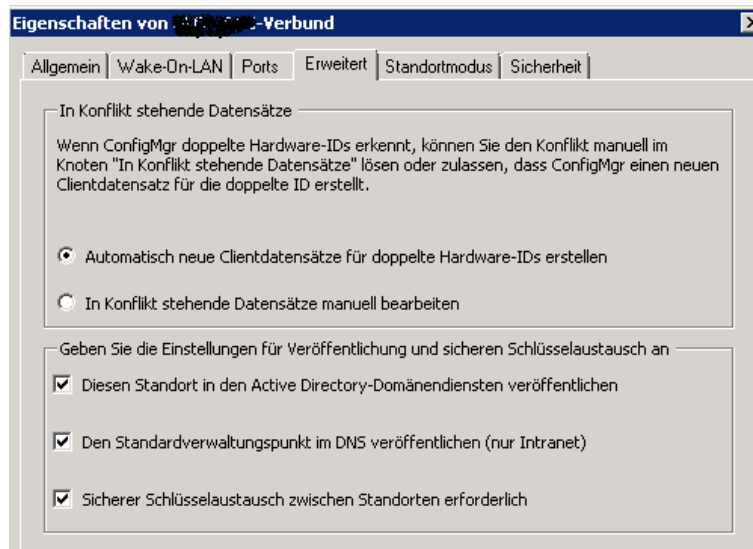 Eigenschaften von -Verbund
Allgemein Wake-On-LAN Ports Erweitert Standortmodus Sicherheit
In Konflikt stehende Datensätze
Wenn ConfigMgr doppelte Hardware-IDs erkennt, können Sie den Konflikt manuell im
Knoten "In Konflikt stehende Datensätze" lösen oder zulassen, dass ConfigMgr einen neuen
Clientdatensatz für die doppelte ID erstellt.
Automatisch neue Clientdatensätze für doppelte Hardware-IDs erstellen
In Konflikt stehende Datensätze manuell bearbeiten
Geben Sie die Einstellungen für Veröffentlichung und sicheren Schlüsselaustausch an
Diesen Standort in den Active Directory-Domänendiensten veröffentlichen
Den Standardverwaltungspunkt im DNS veröffentlichen (nur Intranet)
Sicherer Schlüsselaustausch zwischen Standorten erforderlich